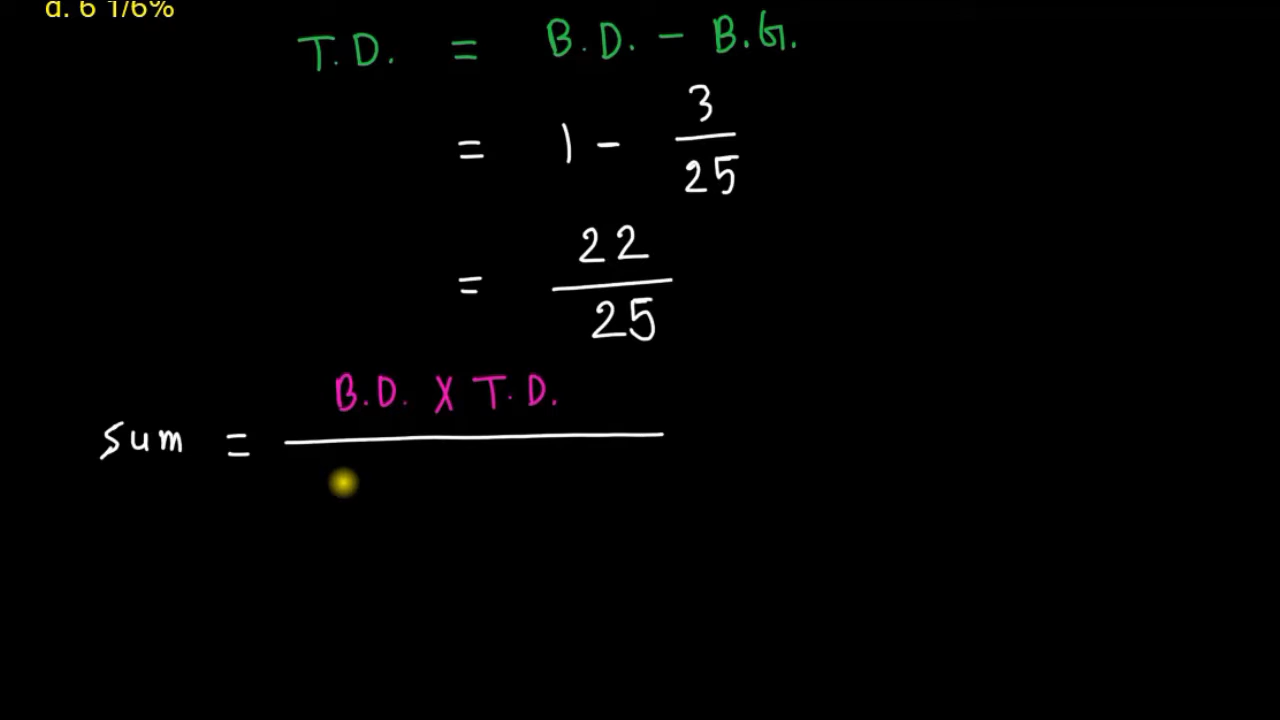 a. 6 1/6%
T.D. = B.D. - B.G.
= 1 - 3/25
= 22/25
Sum = B.D. X T.D.